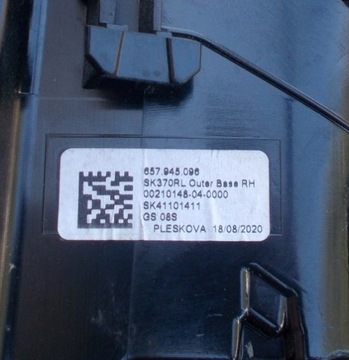 657.945.096
SK370RL Outer Base RH
00210148-04-0000
SK41101411
GS 08S
PLESKOVA 18/08/2020